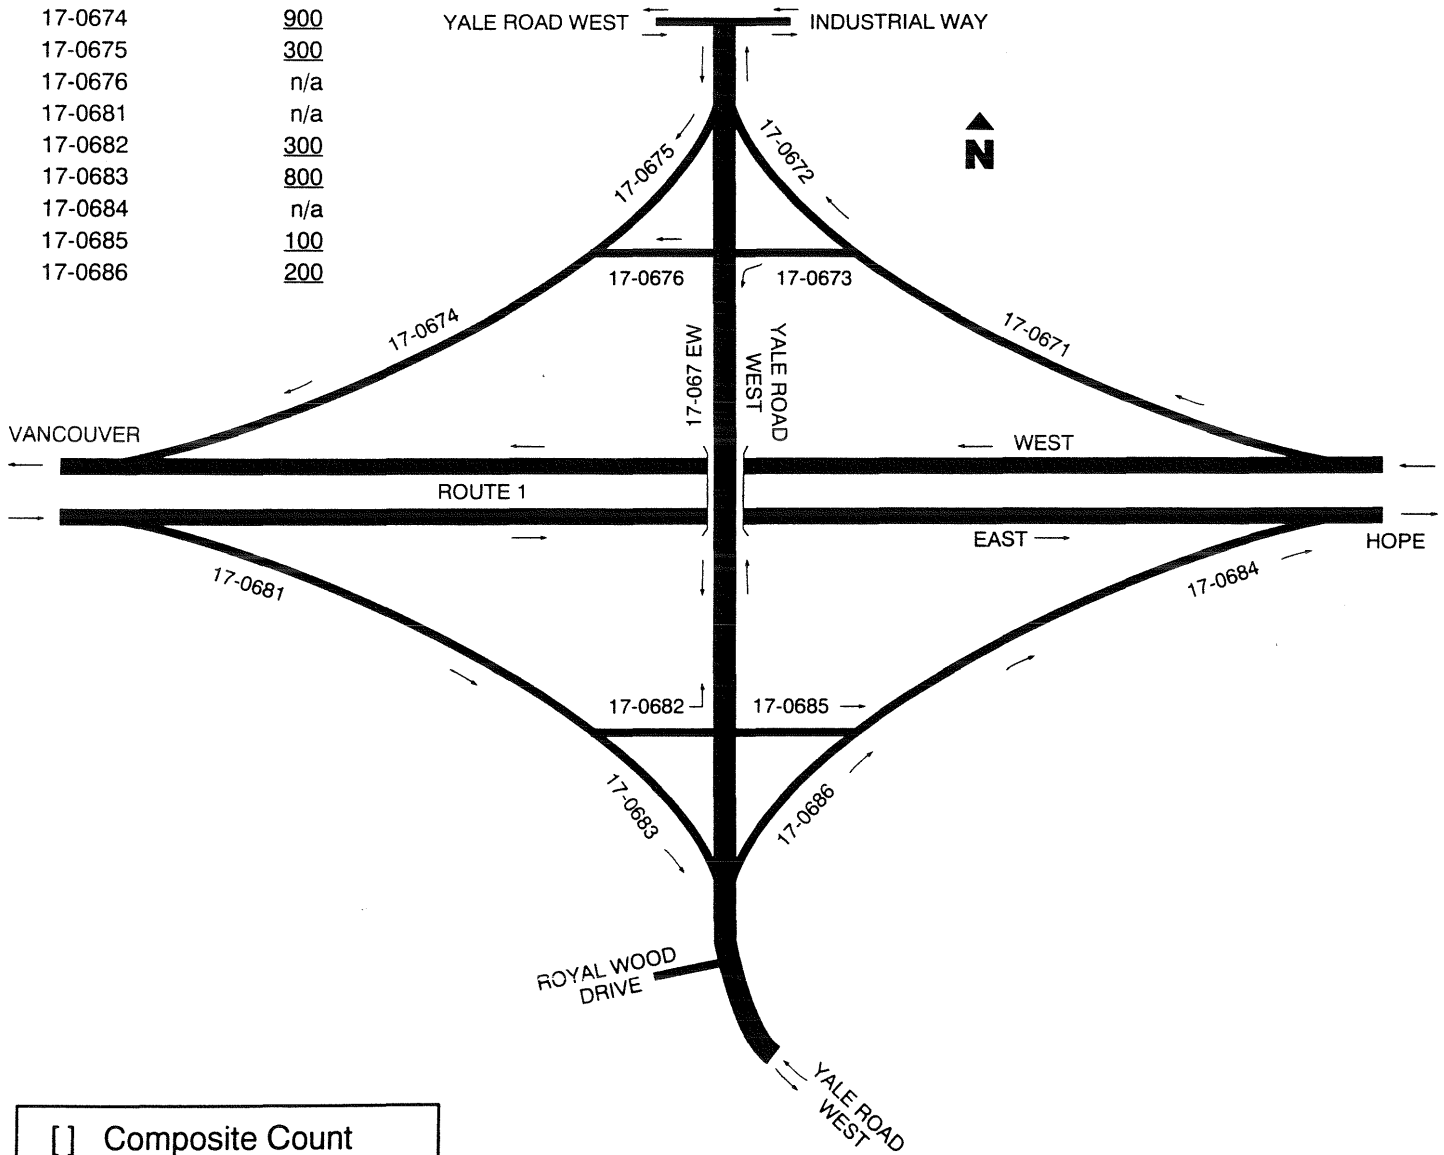 17-0674 900
17-0675 300
17-0676 n/a
17-0681 n/a
17-0682 300
17-0683 800
17-0684 n/a
17-0685 100
17-0686 200
YALE ROAD WEST
INDUSTRIAL WAY
N
17-0675
17-0672
17-0676
17-0673
17-0674
17-0671
17-067 EW
YALE ROAD
WEST
VANCOUVER
WEST
ROUTE 1
EAST
HOPE
17-0681
17-0684
17-0682
17-0685
17-0683
17-0686
ROYAL WOOD
DRIVE
YALE ROAD
WEST
[ ] Composite Count